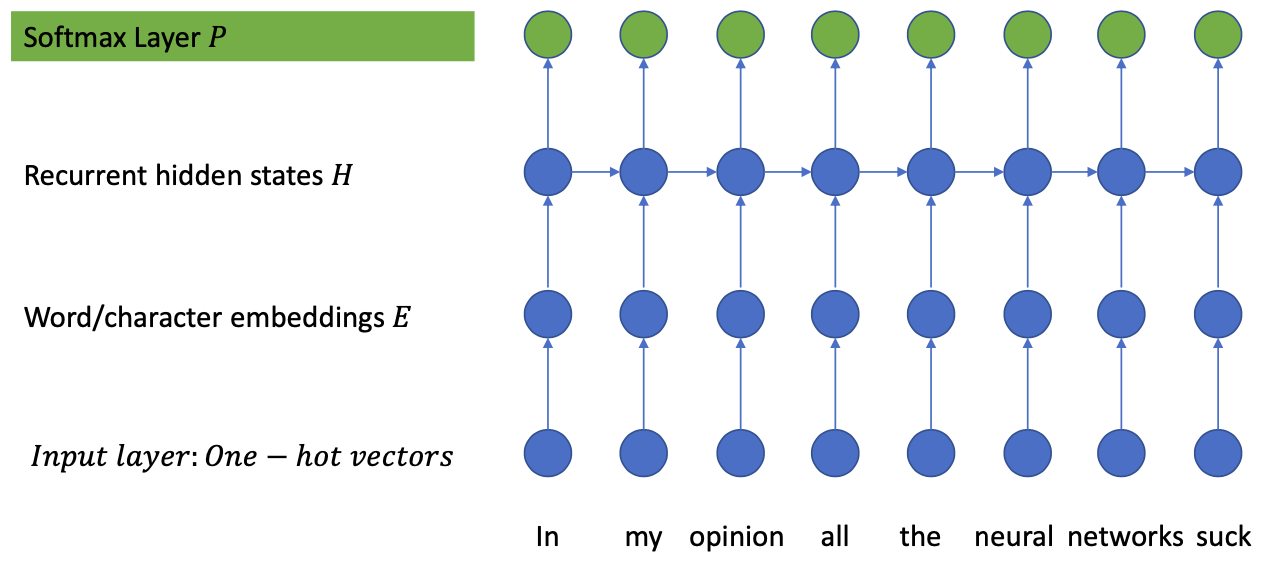 Softmax Layer P
Recurrent hidden states H
Word/character embeddings E
Input layer: One − hot vectors
In my opinion all the neural networks suck